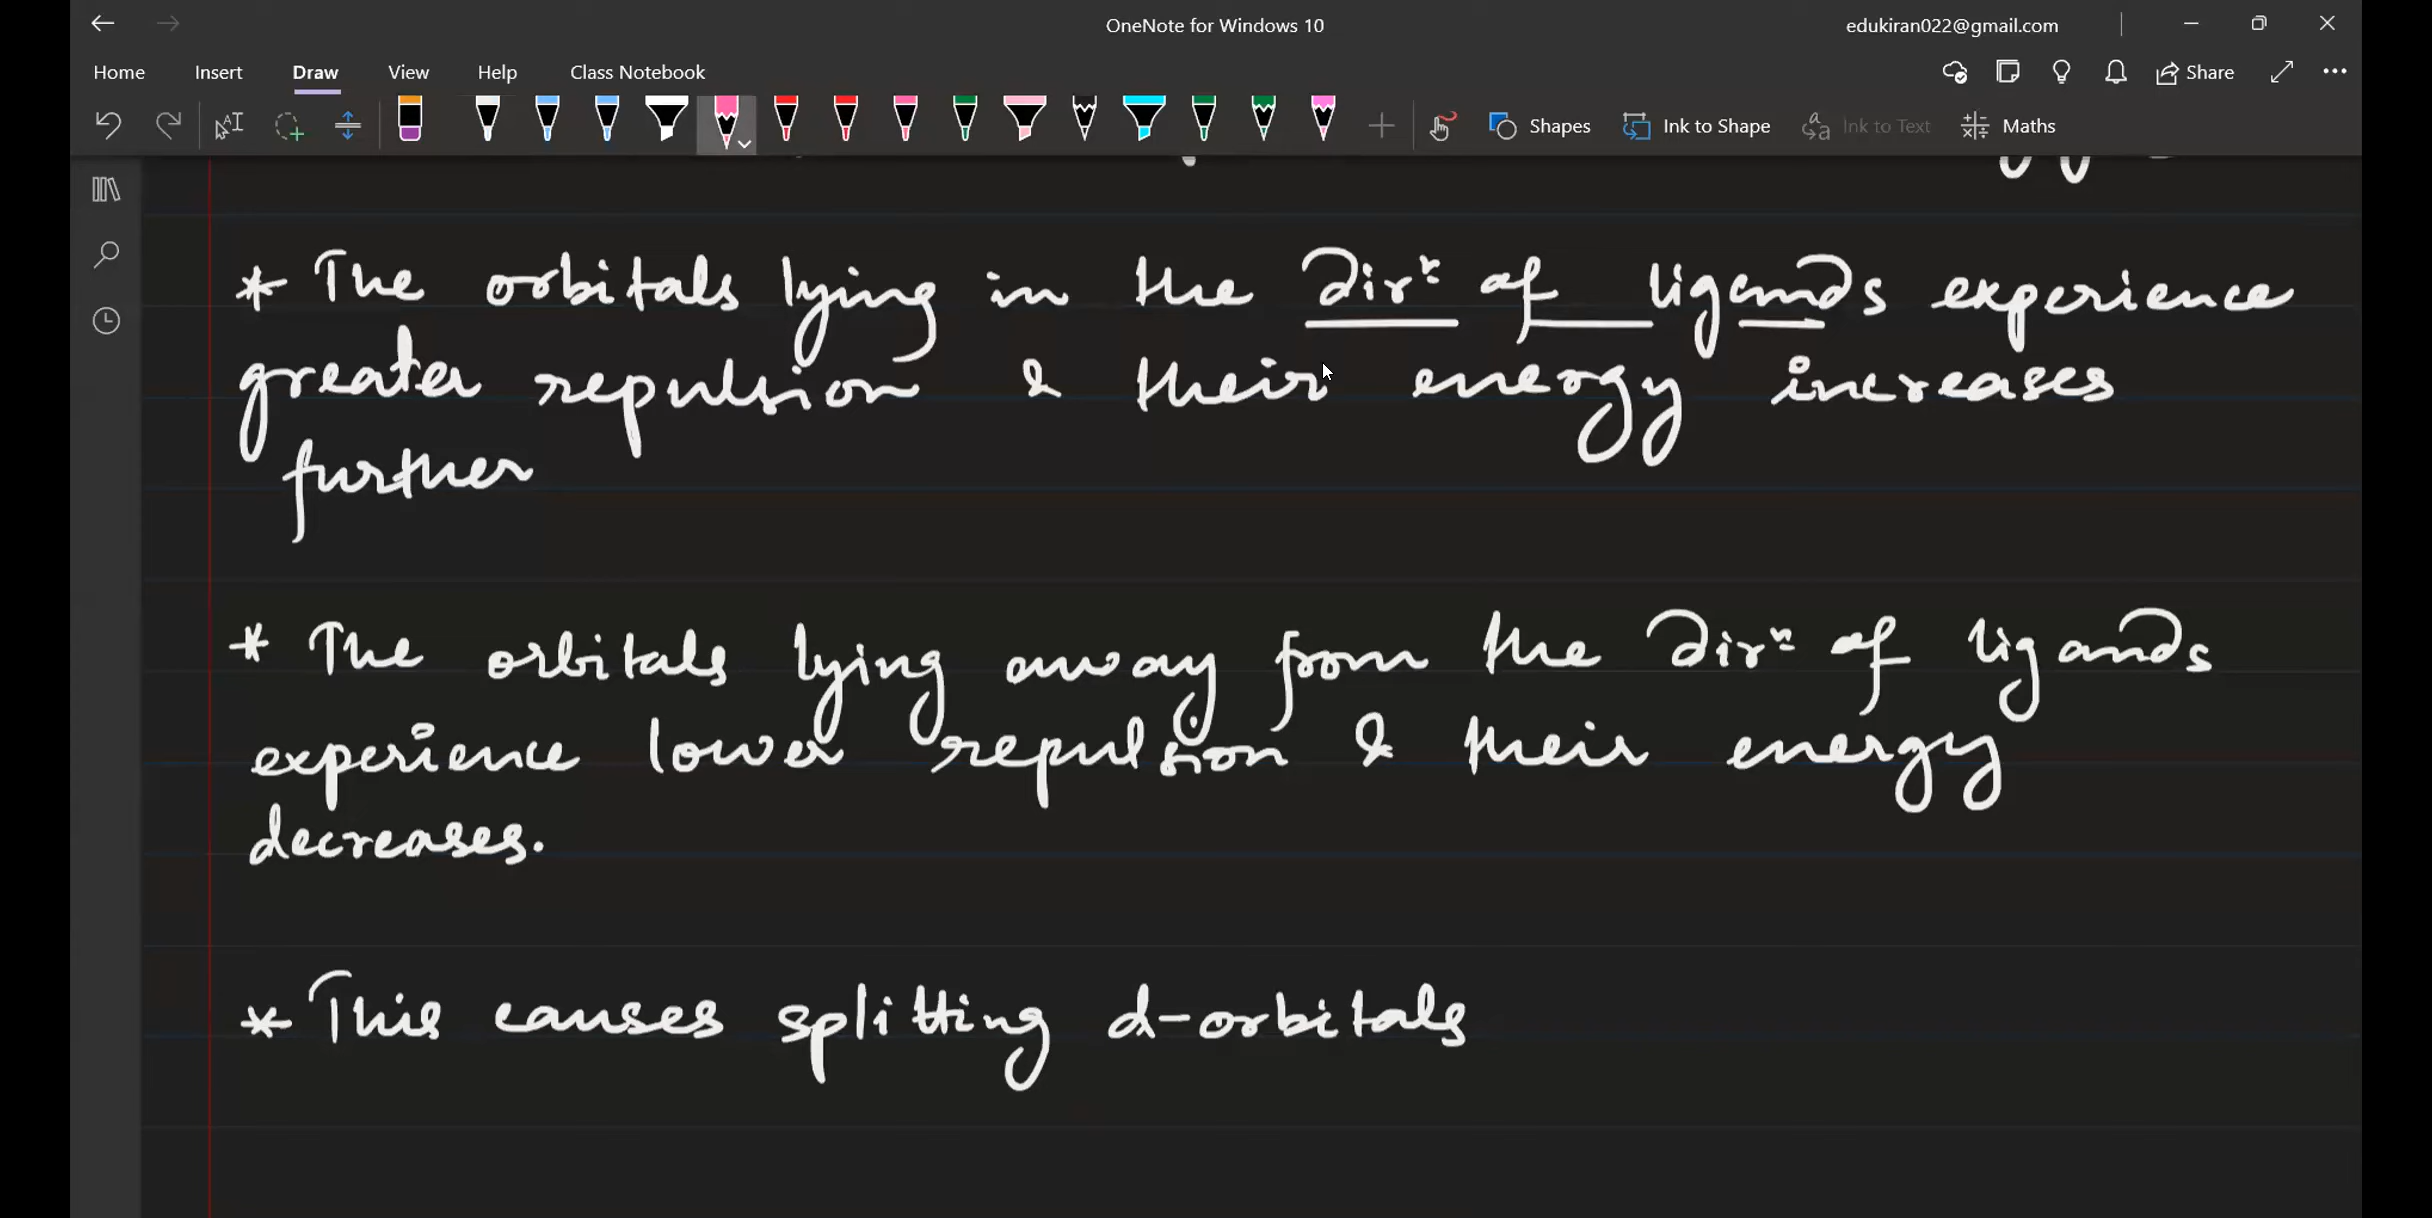 OneNote for Windows 10
edukiran022@gmail.com
Home Insert Draw View Help Class Notebook
Share
Shapes Ink to Shape Ink to Text Maths
* The orbitals lying in the dirⁿ of ligands experience
greater repulsion & their energy increases
further
* The orbitals lying away from the dirⁿ of ligands
experience lower repulsion & their energy
decreases.
* This causes splitting d-orbitals